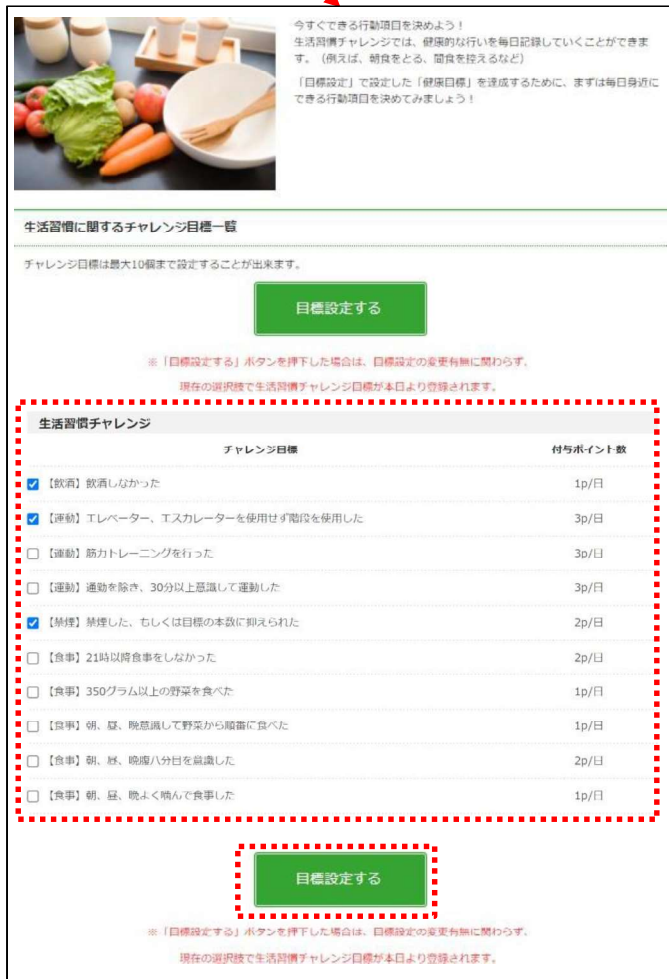 今すぐできる行動項目を決めよう！
生活習慣チャレンジでは、健康的な行いを毎日記録していくことができま
す。（例えば、朝食をとる、間食を控えるなど）
「目標設定」で設定した「健康目標」を達成するために、まずは毎日身近に
できる行動項目を決めてみましょう！
生活習慣に関するチャレンジ目標一覧
チャレンジ目標は最大10個まで設定することが出来ます。
目標設定する
※「目標設定する」ボタンを押下した場合は、目標設定の変更有無に関わらず、
現在の選択肢で生活習慣チャレンジ目標が本日より登録されます。
生活習慣チャレンジ
チャレンジ目標 付与ポイント数
【飲酒】飲酒しなかった 1p/日
【運動】エレベーター、エスカレーターを使用せず階段を使用した 3p/日
【運動】筋力トレーニングを行った 3p/日
【運動】通勤を除き、30分以上意識して運動した 3p/日
【禁煙】禁煙した、もしくは目標の本数に抑えられた 2p/日
【食事】21時以降食事をしなかった 2p/日
【食事】350グラム以上の野菜を食べた 1p/日
【食事】朝、昼、晩意識して野菜から順番に食べた 1p/日
【食事】朝、昼、晩腹八分目を意識した 2p/日
【食事】朝、昼、晩よく噛んで食事した 1p/日
目標設定する
※「目標設定する」ボタンを押下した場合は、目標設定の変更有無に関わらず、
現在の選択肢で生活習慣チャレンジ目標が本日より登録されます。